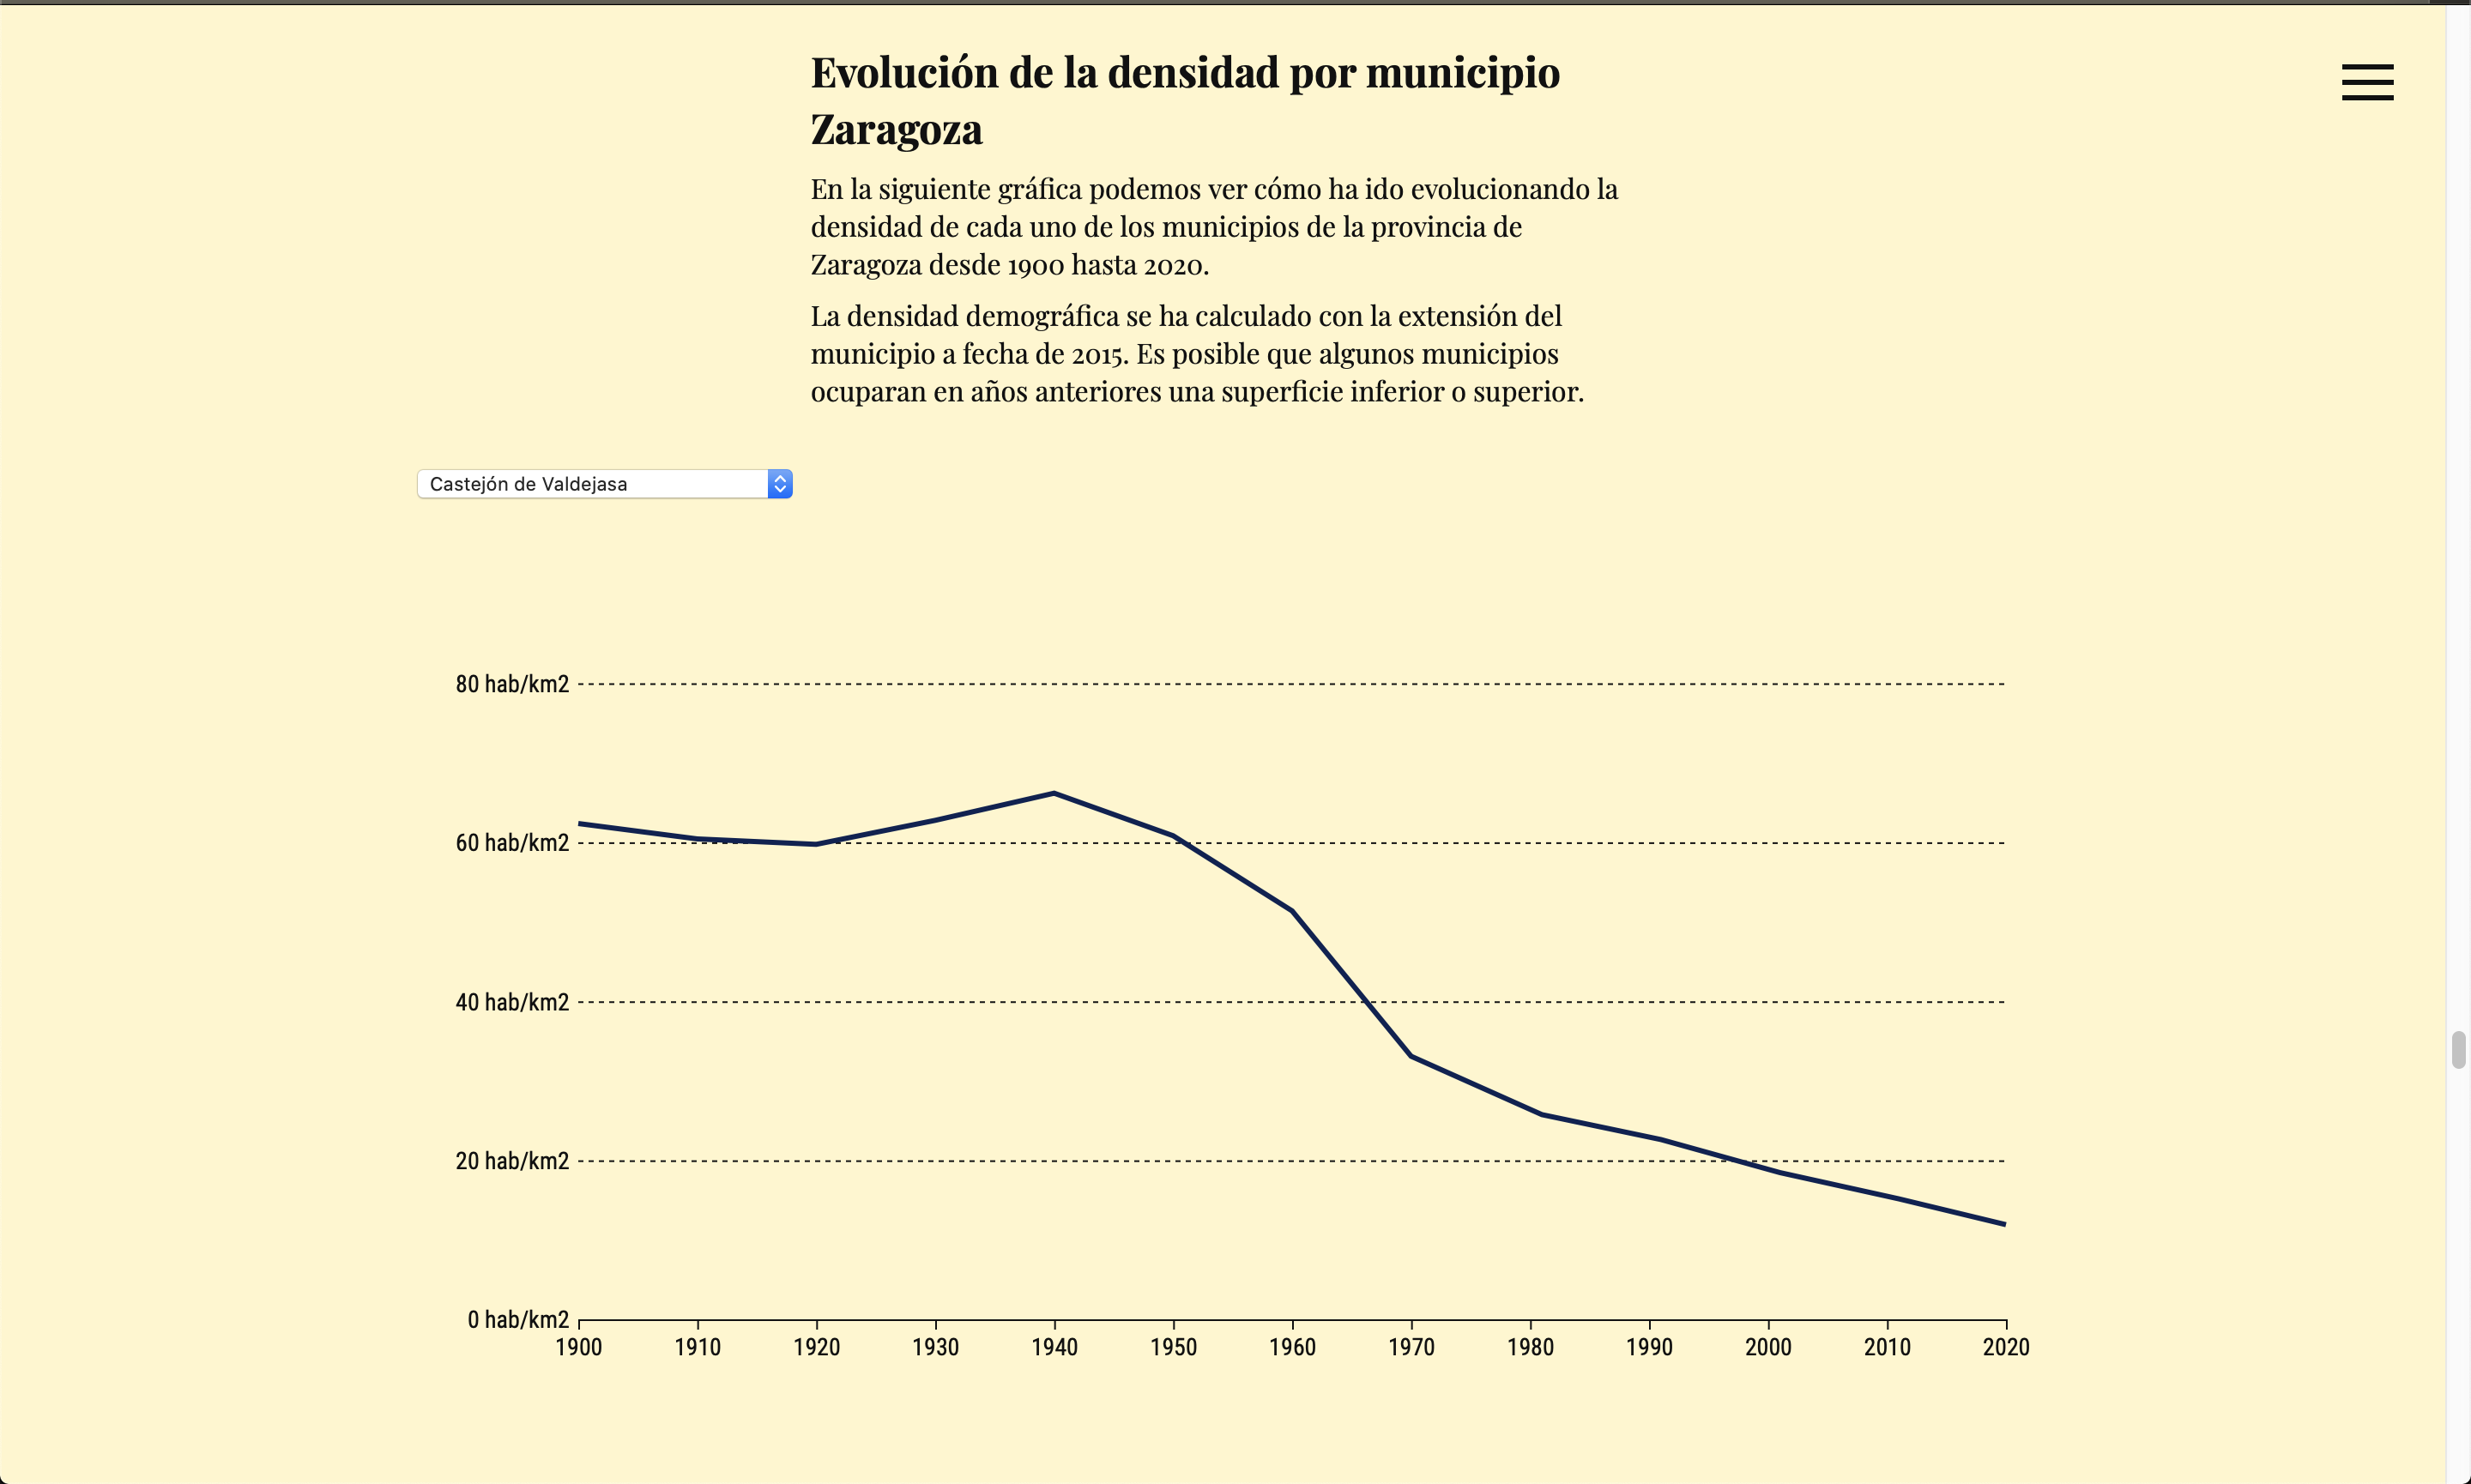 Evolución de la densidad por municipio
Zaragoza
En la siguiente gráfica podemos ver cómo ha ido evolucionando la
densidad de cada uno de los municipios de la provincia de
Zaragoza desde 1900 hasta 2020.
La densidad demográfica se ha calculado con la extensión del
municipio a fecha de 2015. Es posible que algunos municipios
ocuparan en años anteriores una superficie inferior o superior.
Castejón de Valdejasa
80 hab/km2
60 hab/km2
40 hab/km2
20 hab/km2
0 hab/km2
1900 1910 1920 1930 1940 1950 1960 1970 1980 1990 2000 2010 2020